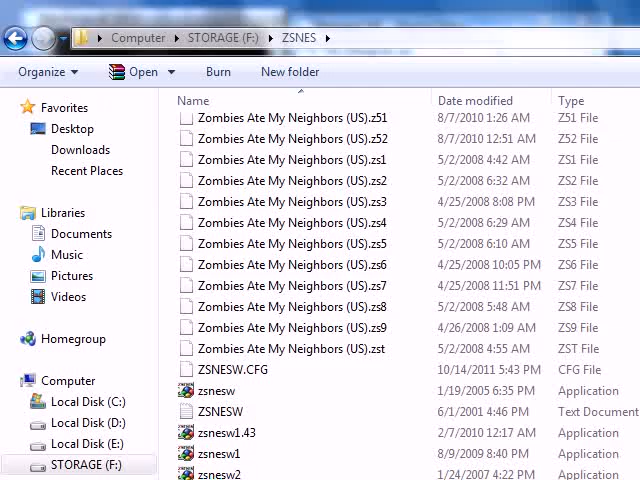 Computer STORAGE (F:) ZSNES
Organize Open Burn New folder
Name Date modified Type
Favorites
Desktop
Downloads
Recent Places
Libraries
Documents
Music
Pictures
Videos
Homegroup
Computer
Local Disk (C:)
Local Disk (D:)
Local Disk (E:)
STORAGE (F:)
Zombies Ate My Neighbors (US).z51 8/7/2010 1:26 AM Z51 File
Zombies Ate My Neighbors (US).z52 8/7/2010 12:51 AM Z52 File
Zombies Ate My Neighbors (US).zs1 5/2/2008 4:42 AM ZS1 File
Zombies Ate My Neighbors (US).zs2 5/2/2008 6:32 AM ZS2 File
Zombies Ate My Neighbors (US).zs3 4/25/2008 8:08 PM ZS3 File
Zombies Ate My Neighbors (US).zs4 5/2/2008 6:29 AM ZS4 File
Zombies Ate My Neighbors (US).zs5 5/2/2008 6:10 AM ZS5 File
Zombies Ate My Neighbors (US).zs6 4/25/2008 10:05 PM ZS6 File
Zombies Ate My Neighbors (US).zs7 4/25/2008 11:51 PM ZS7 File
Zombies Ate My Neighbors (US).zs8 5/2/2008 5:48 AM ZS8 File
Zombies Ate My Neighbors (US).zs9 4/26/2008 1:09 AM ZS9 File
Zombies Ate My Neighbors (US).zst 5/2/2008 4:55 AM ZST File
ZSNESW.CFG 10/14/2011 5:43 PM CFG File
zsnesw 1/19/2005 6:35 PM Application
ZSNESW 6/1/2001 4:46 PM Text Document
zsnesw1.43 2/7/2010 12:17 AM Application
zsnesw1 8/9/2009 8:40 PM Application
zsnesw2 1/24/2007 4:22 PM Application